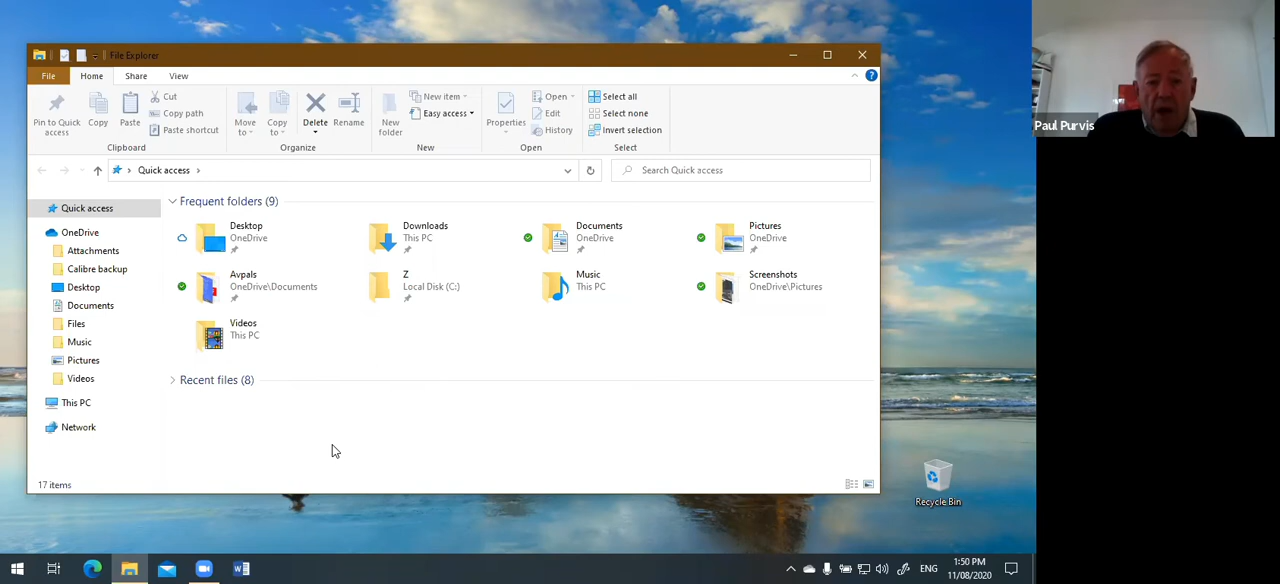 File Explorer
File Home Share View
Pin to Quick access
Copy
Paste
Cut
Copy path
Paste shortcut
Clipboard
Move to
Copy to
Delete
Rename
Organize
New folder
New item
Easy access
New
Properties
Open
Edit
History
Open
Select all
Select none
Invert selection
Select
Quick access
Search Quick access
Quick access
OneDrive
Attachments
Calibre backup
Desktop
Documents
Files
Music
Pictures
Videos
This PC
Network
Frequent folders (9)
Desktop
OneDrive
Downloads
This PC
Documents
OneDrive
Pictures
OneDrive
Avpals
OneDrive\Documents
Z
Local Disk (C:)
Music
This PC
Screenshots
OneDrive\Pictures
Videos
This PC
Recent files (8)
17 items
Recycle Bin
Paul Purvis
ENG
1:50 PM
11/08/2020